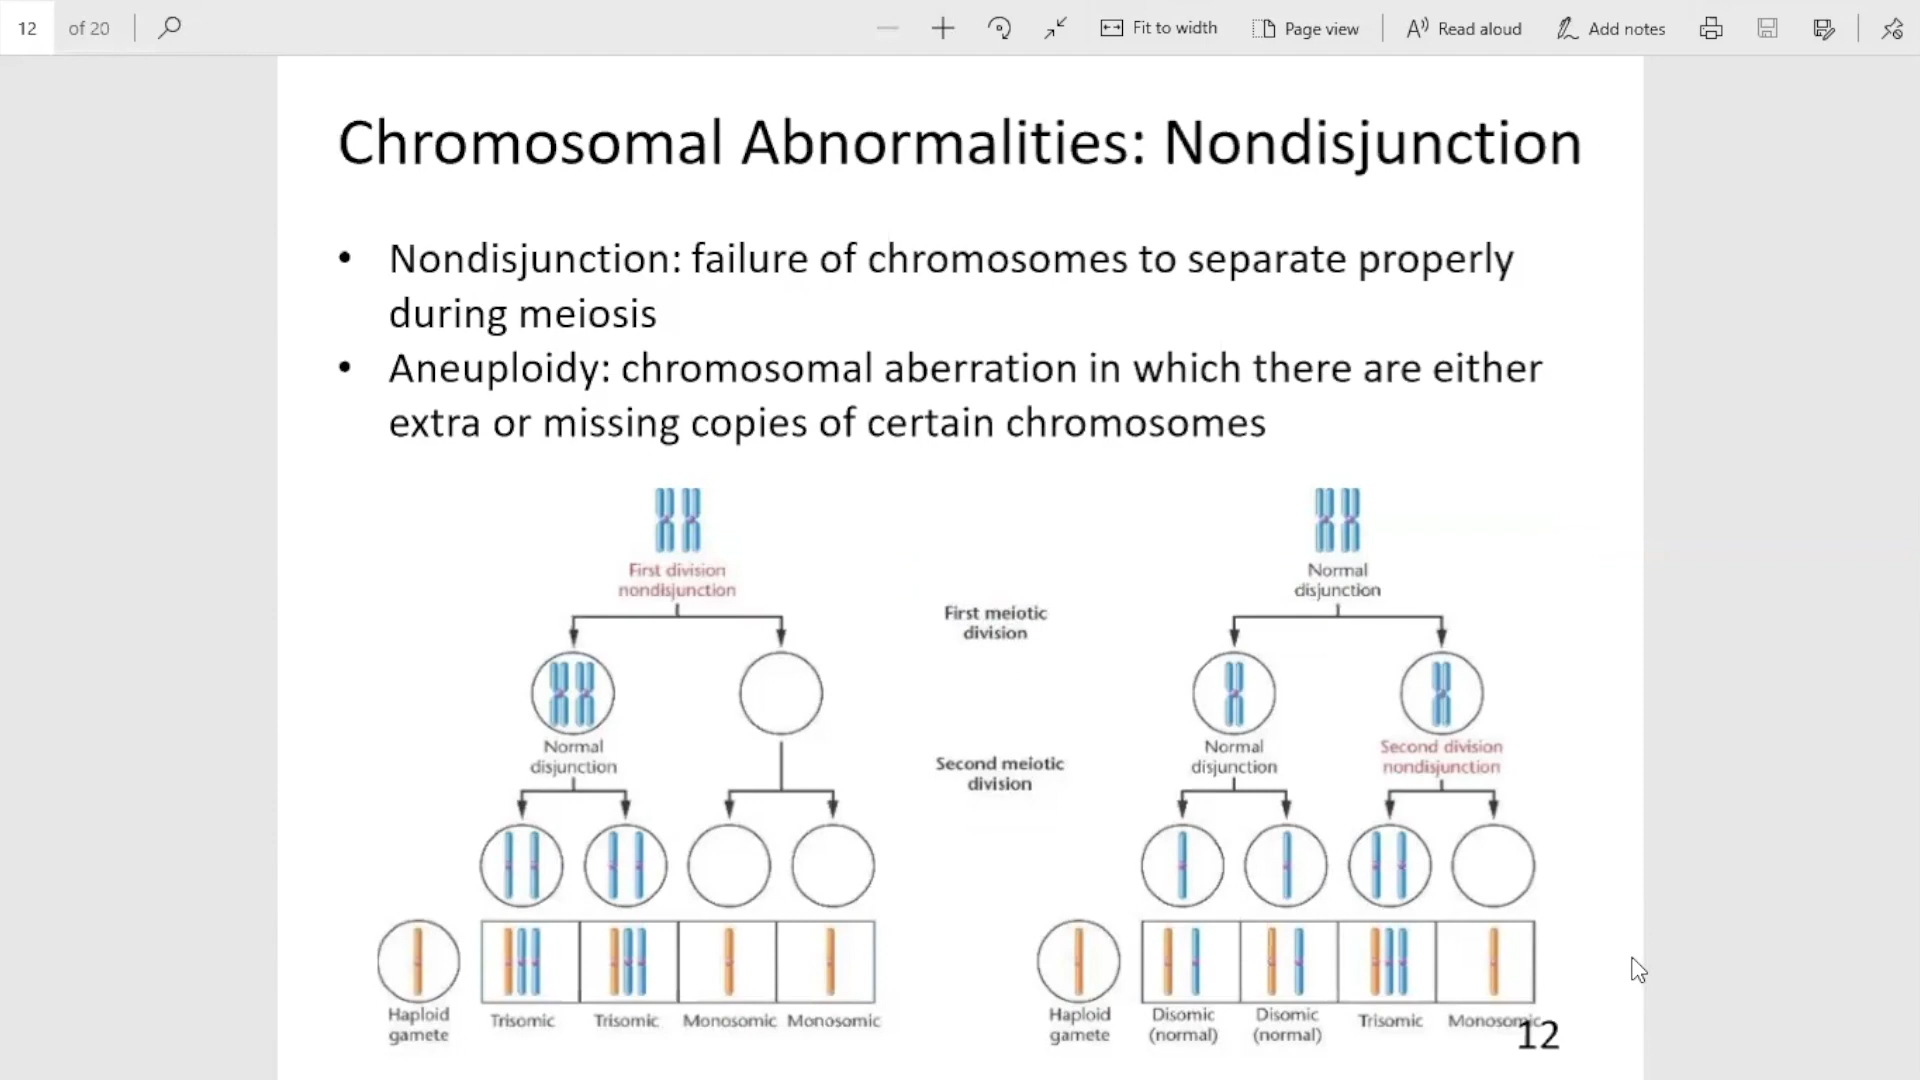 12 of 20 Fit to width Page view Read aloud Add notes
Chromosomal Abnormalities: Nondisjunction
• Nondisjunction: failure of chromosomes to separate properly
during meiosis
• Aneuploidy: chromosomal aberration in which there are either
extra or missing copies of certain chromosomes
First division
nondisjunction
First meiotic
division
Normal
disjunction
Normal
disjunction
Second meiotic
division
Normal
disjunction
Second division
nondisjunction
Haploid
gamete
Trisomic
Trisomic
Monosomic
Monosomic
Haploid
gamete
Disomic
(normal)
Disomic
(normal)
Trisomic
Monosomic
12